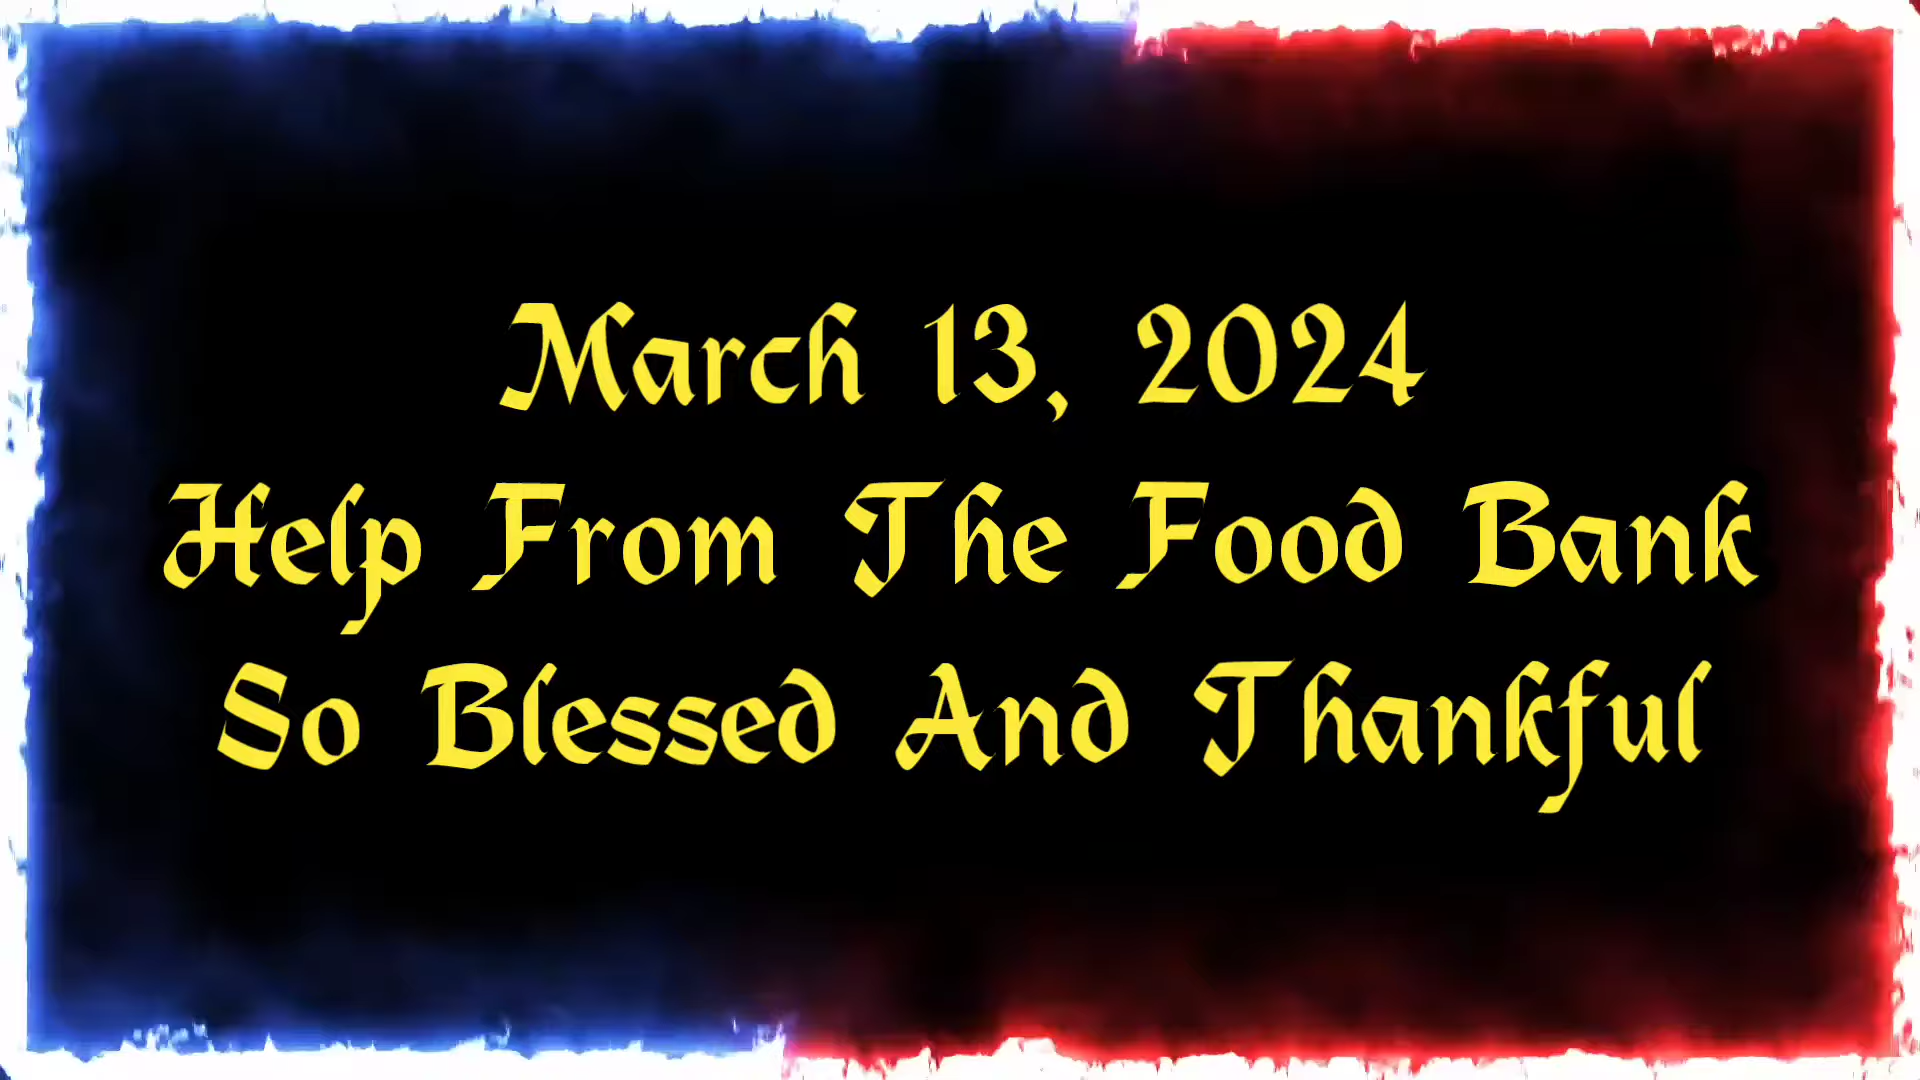 March 13, 2024
Help From The Food Bank
So Blessed And Thankful